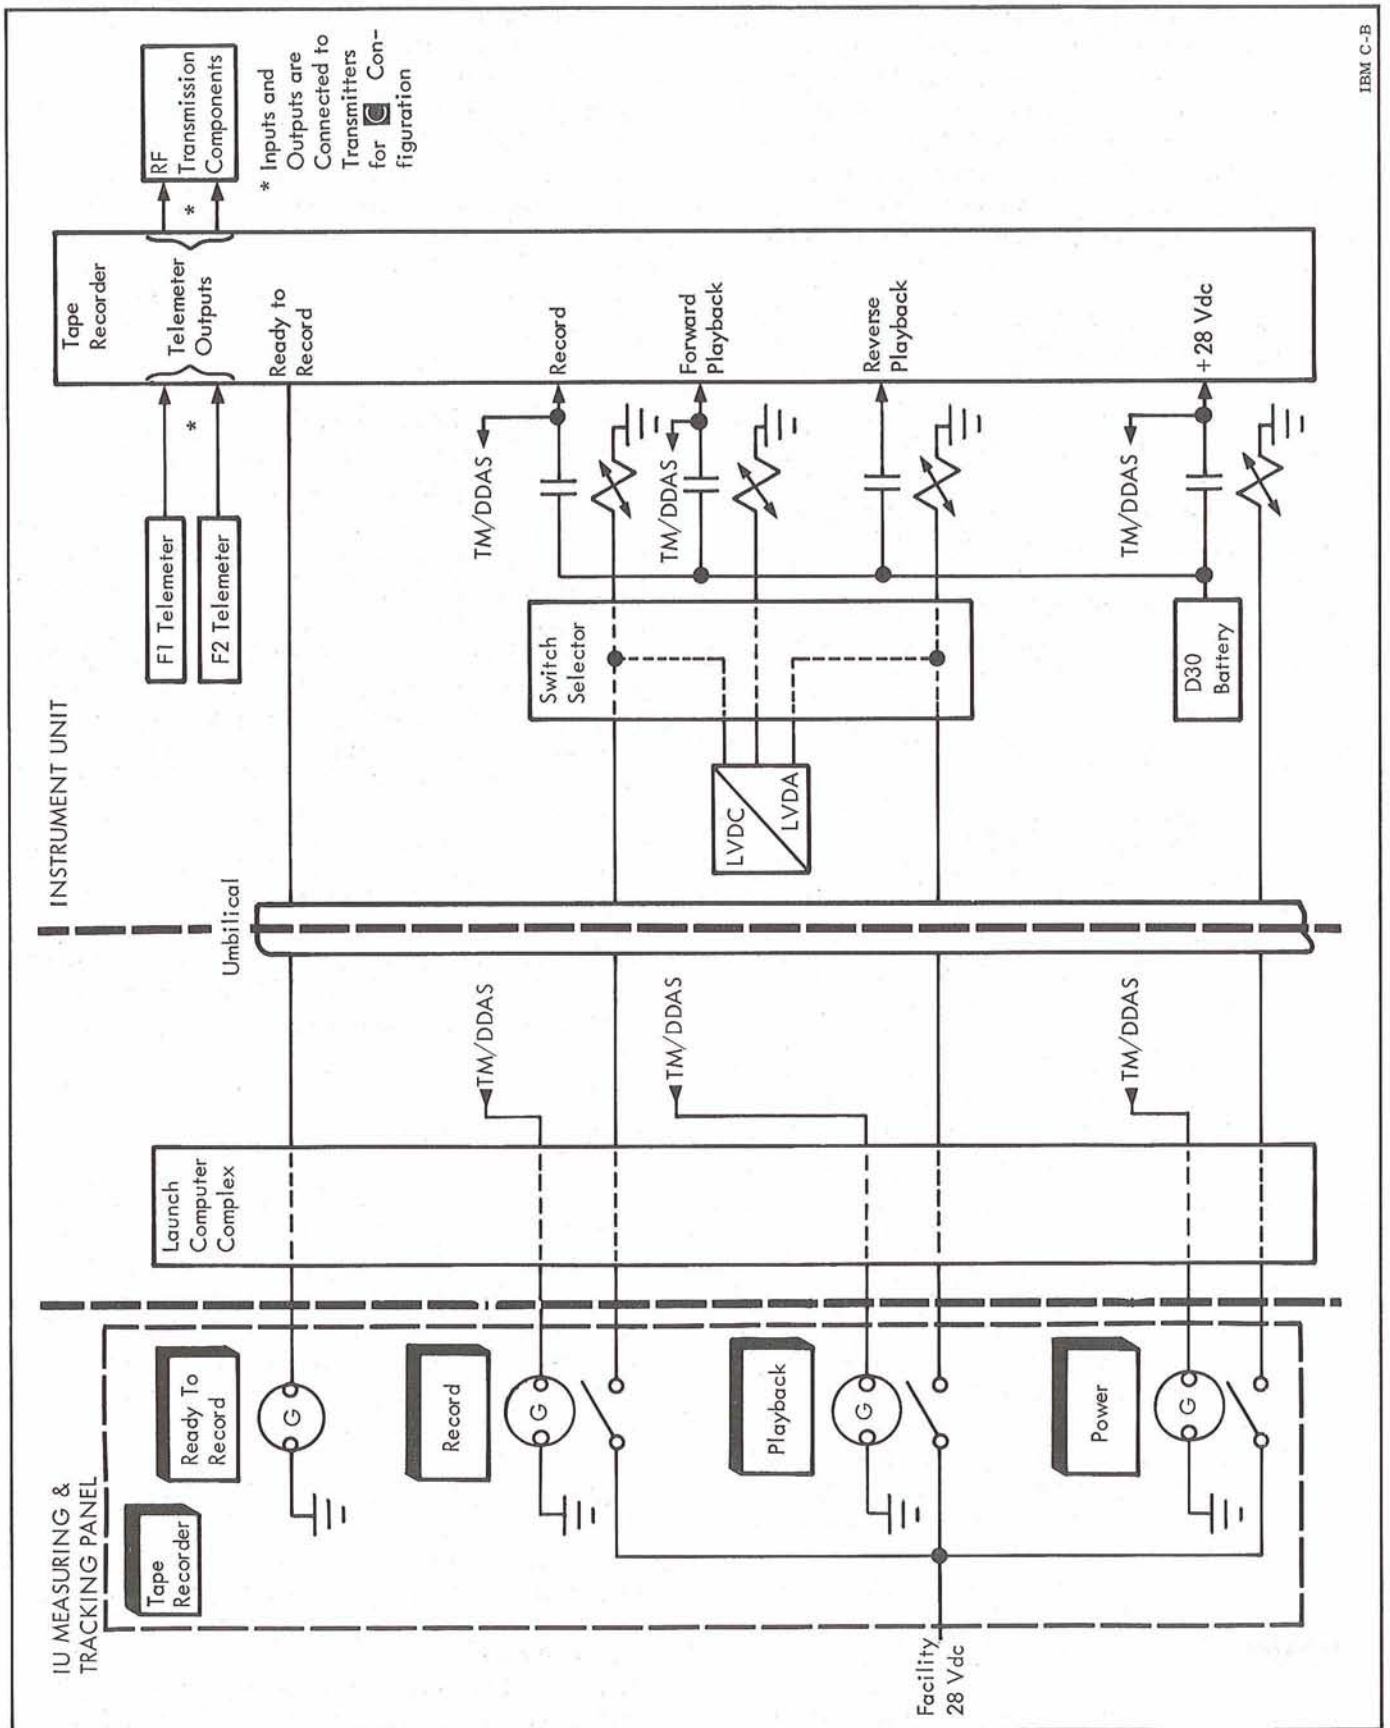 IU MEASURING &
TRACKING PANEL
Tape
Recorder
Ready To
Record
G
Record
G
Playback
G
Power
G
Facility
28 Vdc
Launch
Computer
Complex
TM/DDAS
TM/DDAS
TM/DDAS
Umbilical
INSTRUMENT UNIT
F1 Telemeter
F2 Telemeter
*
Switch
Selector
LVDC
LVDA
D30
Battery
TM/DDAS
TM/DDAS
TM/DDAS
Tape
Recorder
Telemeter
Outputs
Ready to
Record
Record
Forward
Playback
Reverse
Playback
+28 Vdc
*
RF
Transmission
Components
* Inputs and
Outputs are
Connected to
Transmitters
for C Con-
figuration
IBM C-B